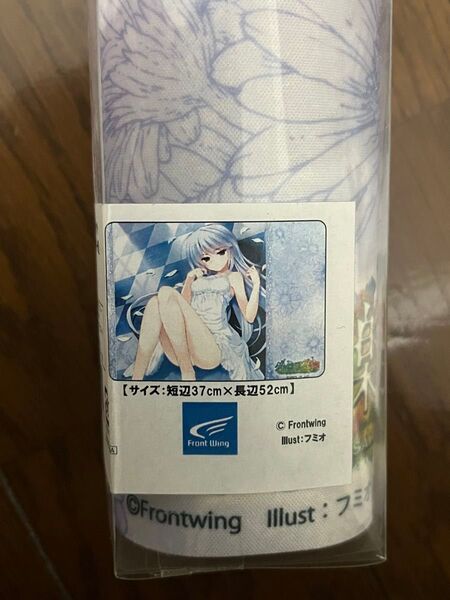 【サイズ:短辺37cm×長辺52cm】
Front Wing
© Frontwing
Illust:フミオ
©Frontwing Illust:フミオ